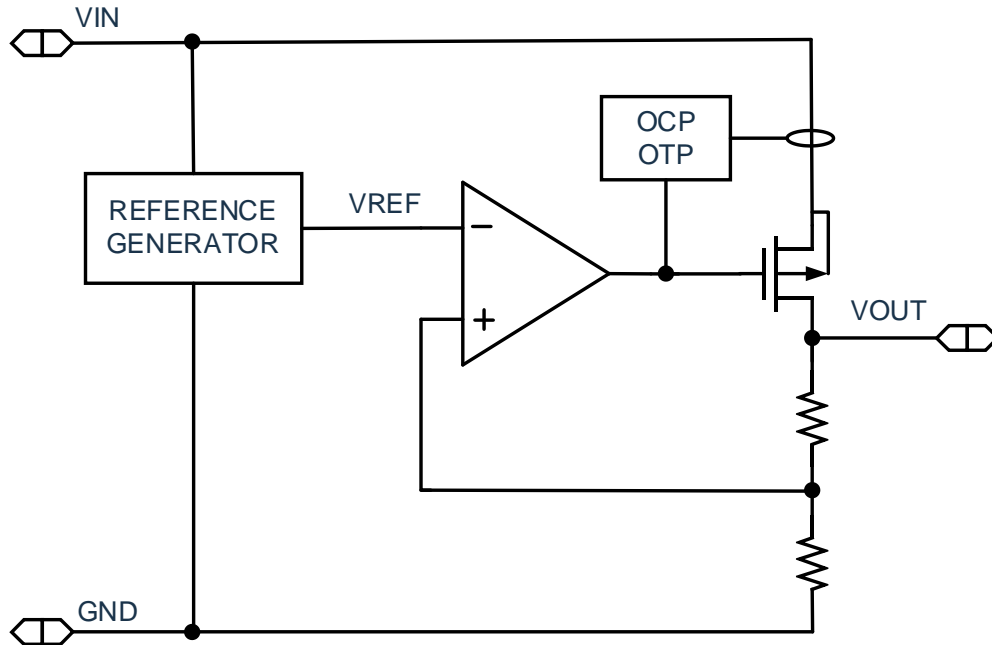 VIN
OCP
OTP
REFERENCE
GENERATOR
VREF
−
+
VOUT
GND